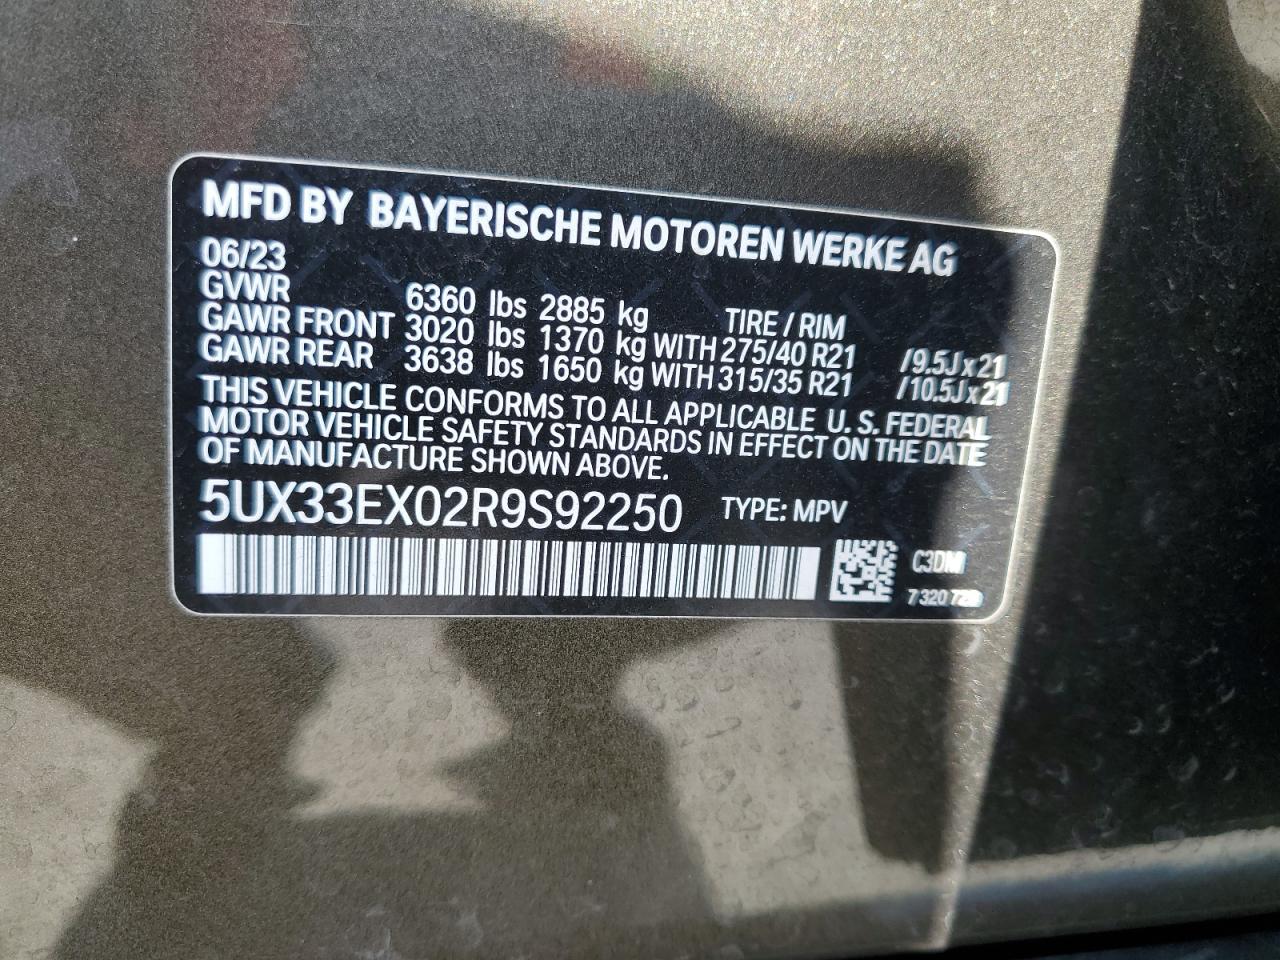 MFD BY BAYERISCHE MOTOREN WERKE AG
06/23
GVWR 6360 lbs 2885 kg TIRE / RIM
GAWR FRONT 3020 lbs 1370 kg WITH 275/40 R21 /9.5J x 21
GAWR REAR 3638 lbs 1650 kg WITH 315/35 R21 /10.5J x 21
THIS VEHICLE CONFORMS TO ALL APPLICABLE U. S. FEDERAL
MOTOR VEHICLE SAFETY STANDARDS IN EFFECT ON THE DATE
OF MANUFACTURE SHOWN ABOVE.
5UX33EX02R9S92250 TYPE: MPV
C3DM
7 320